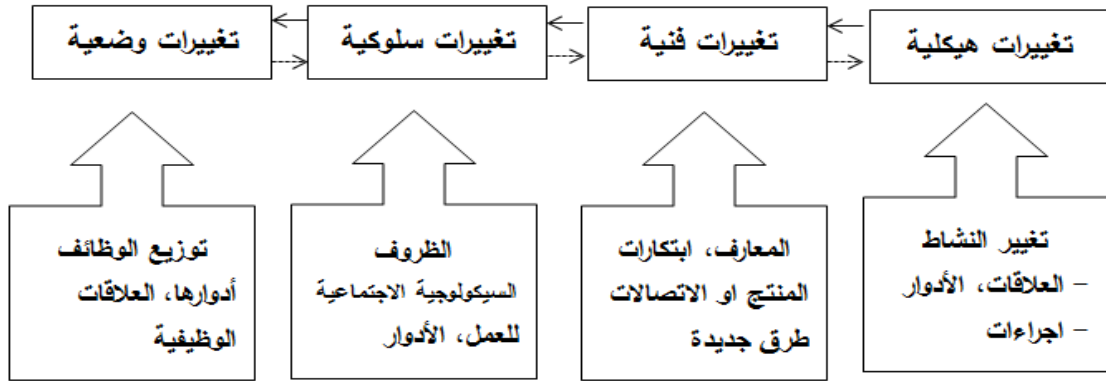 تغييرات هيكلية
تغييرات فنية
تغييرات سلوكية
تغييرات وضعية
تغيير النشاط
– العلاقات، الأدوار
– اجراءات
المعارف، ابتكارات
المنتج او الاتصالات
طرق جديدة
الظروف
السيكولوجية الاجتماعية
للعمل، الأدوار
توزيع الوظائف
أدوارها، العلاقات
الوظيفية